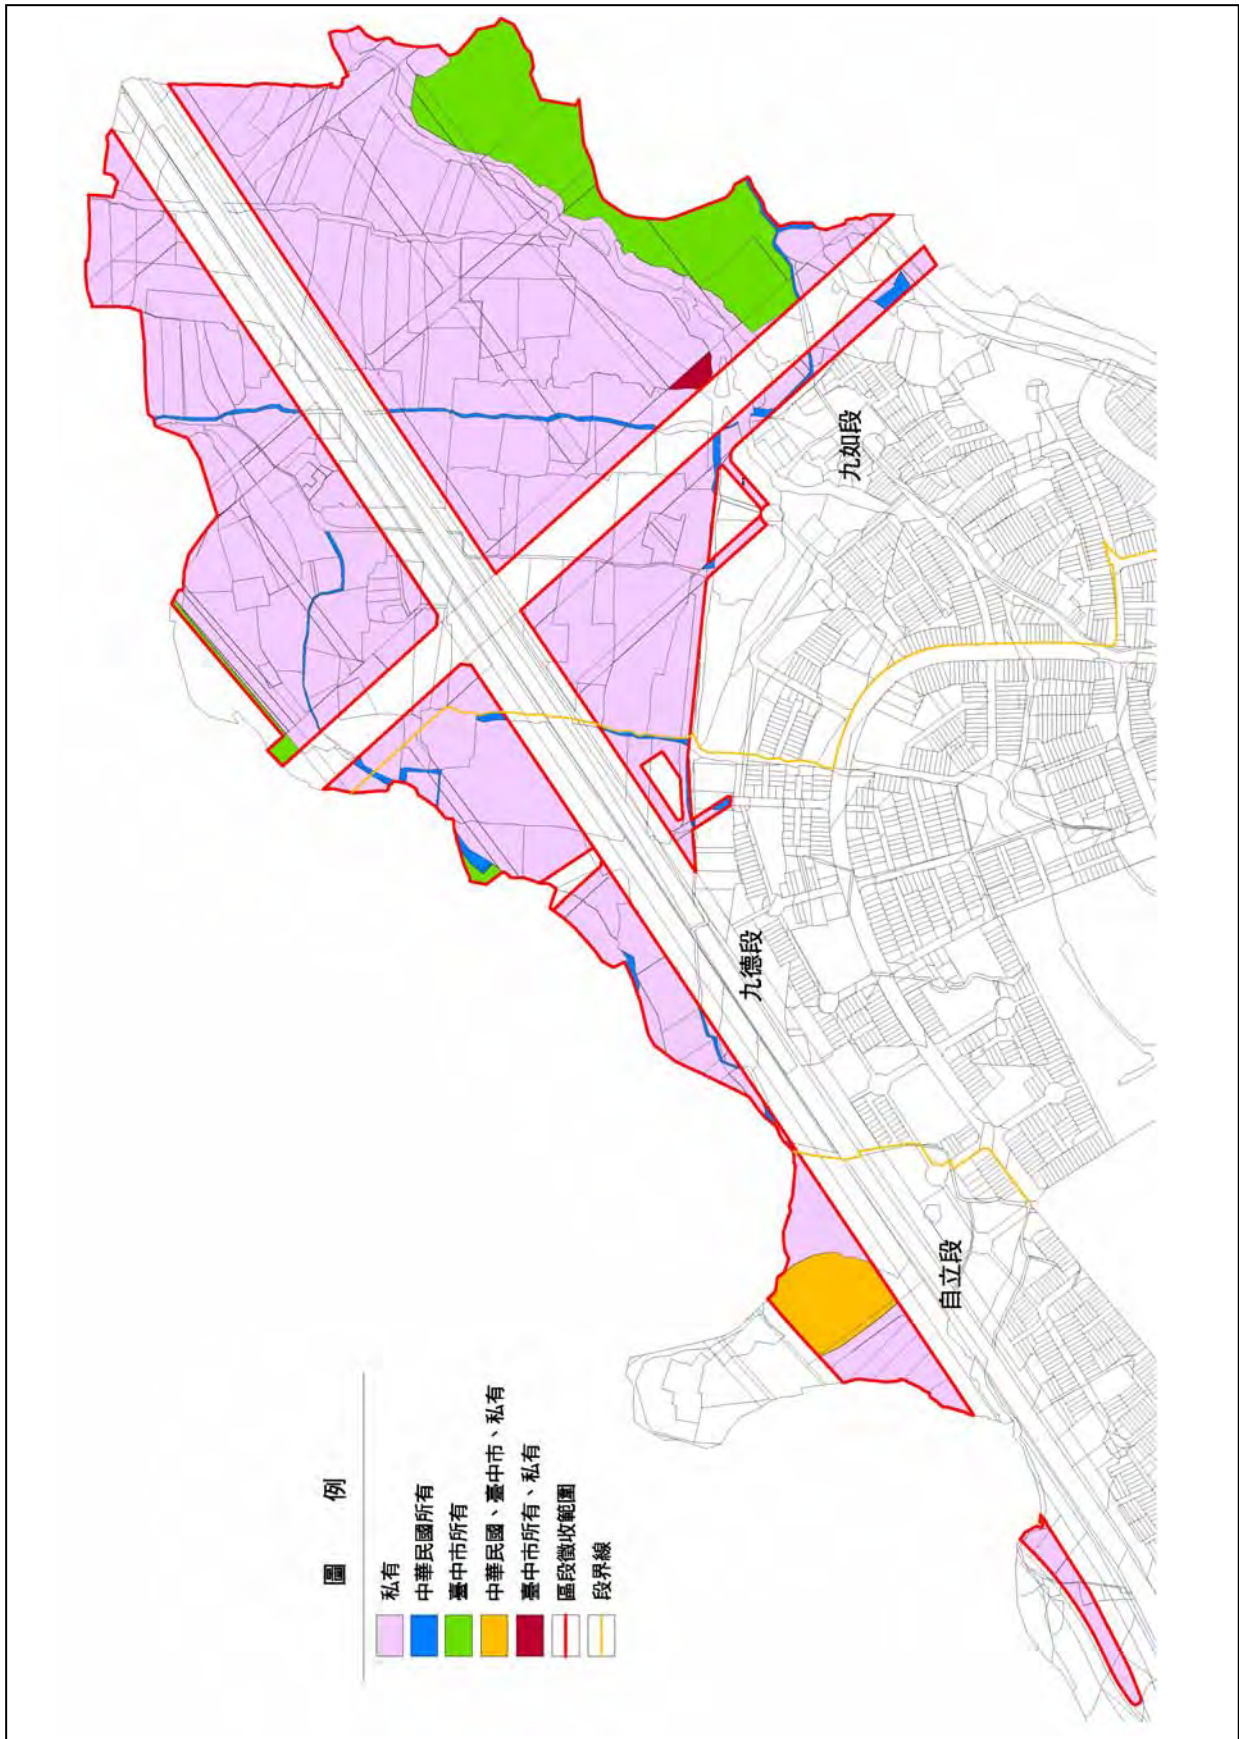 圖例
私有
中華民國所有
臺中市所有
中華民國、臺中市、私有
臺中市所有、私有
區段徵收範圍
段界線
自立段
九德段
九如段